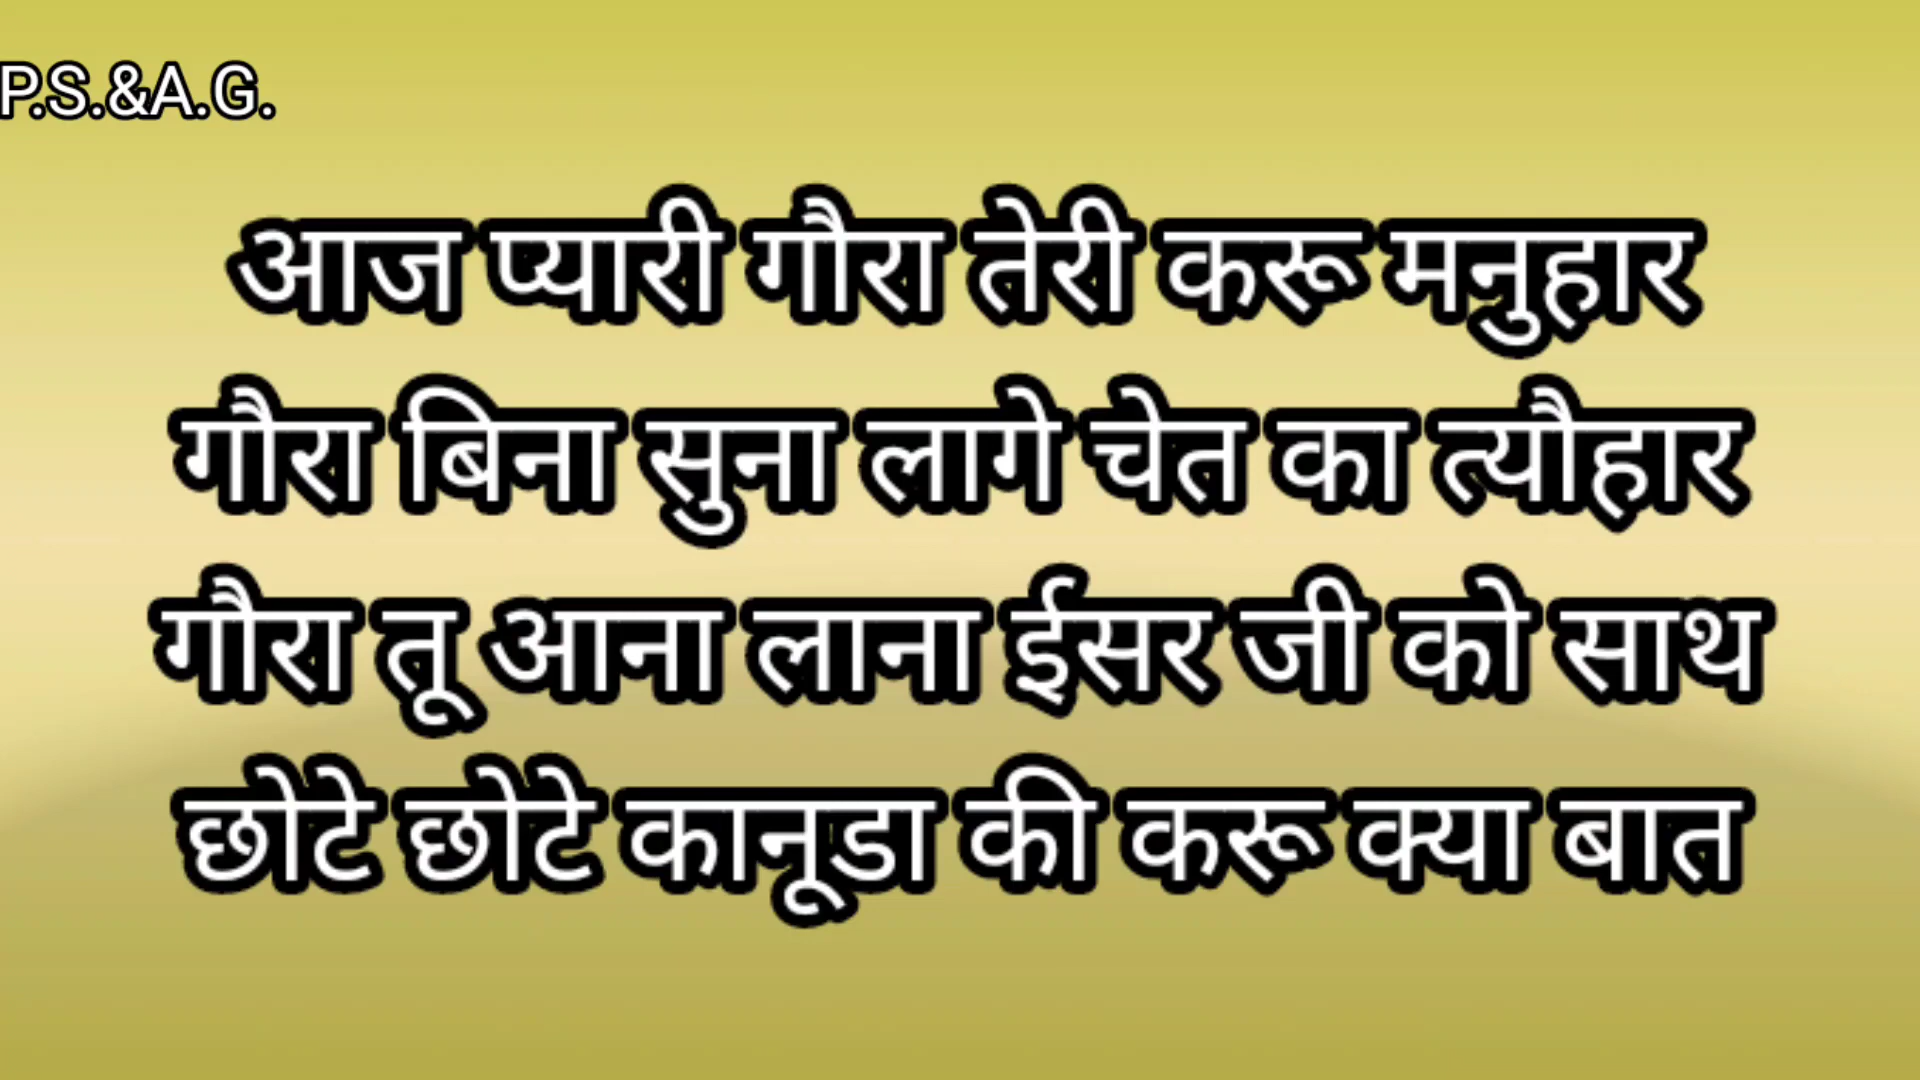 P.S.&A.G.
आज प्यारी गौरा तेरी करू मनुहार
गौरा बिना सुना लागे चेत का त्यौहार
गौरा तू आना लाना ईसर जी को साथ
छोटे छोटे कानूडा की करू क्या बात